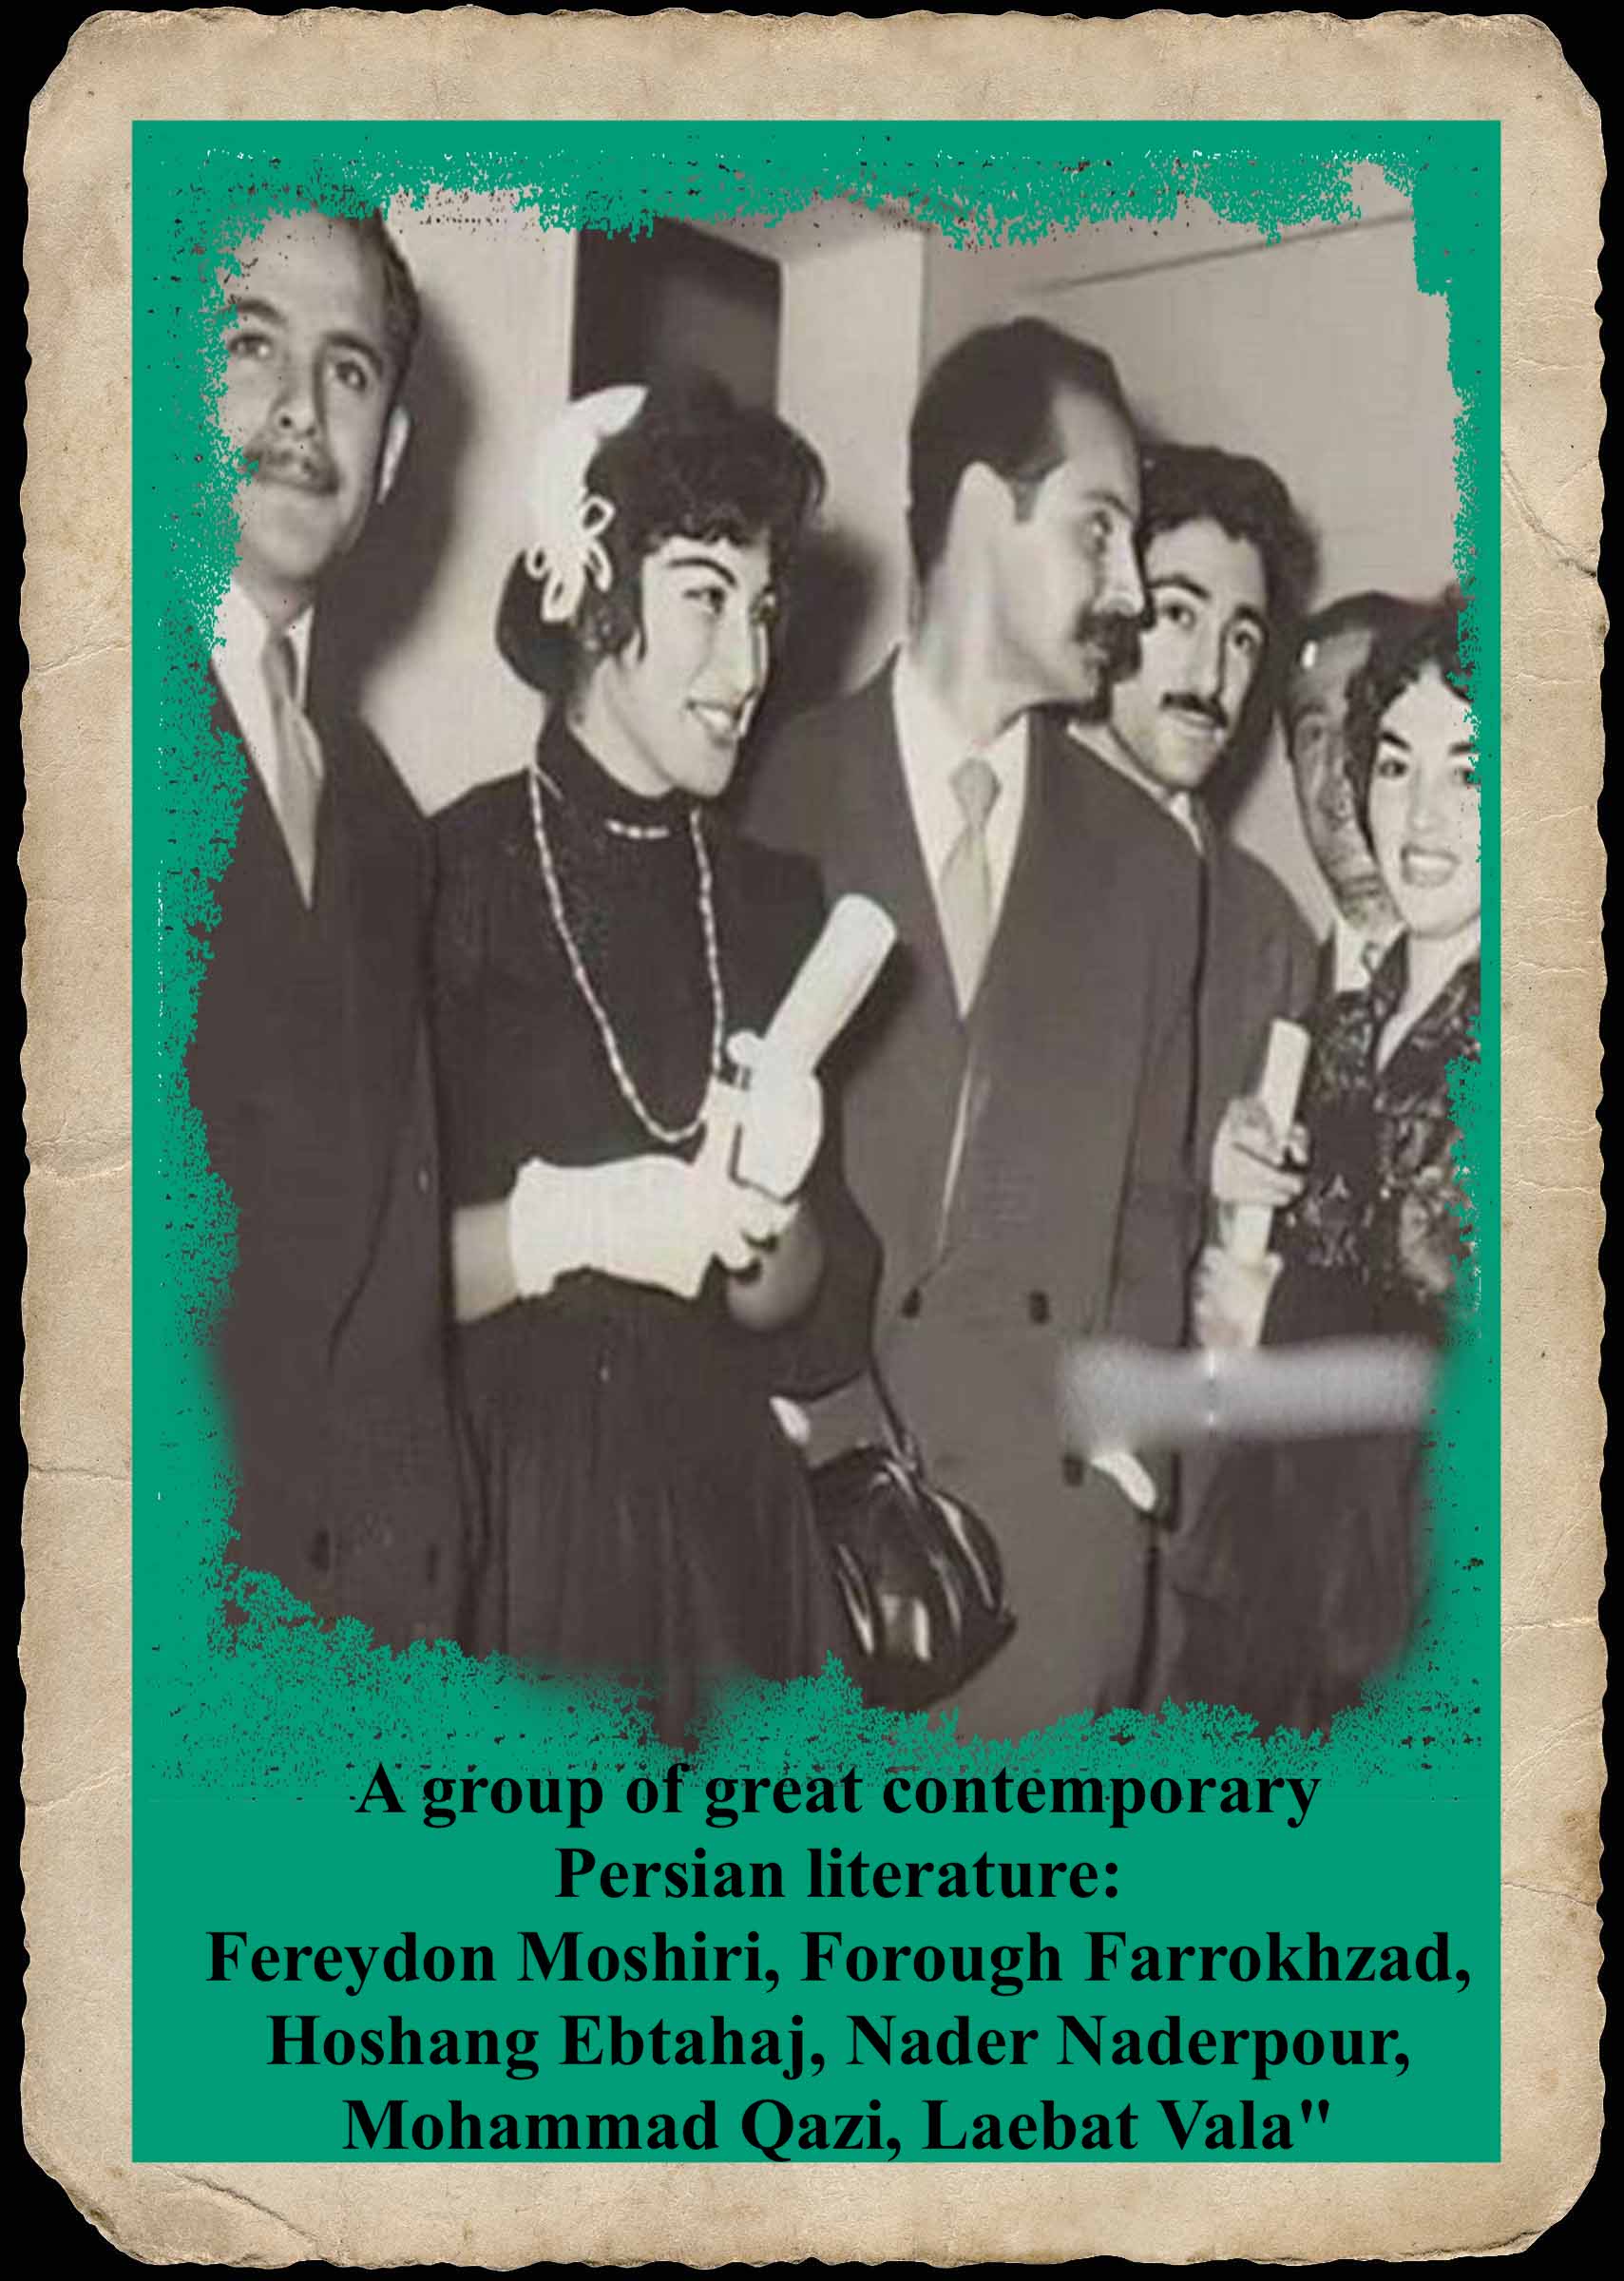 A group of great contemporary
Persian literature:
Fereydon Moshiri, Forough Farrokhzad,
Hoshang Ebtahaj, Nader Naderpour,
Mohammad Qazi, Laebat Vala"